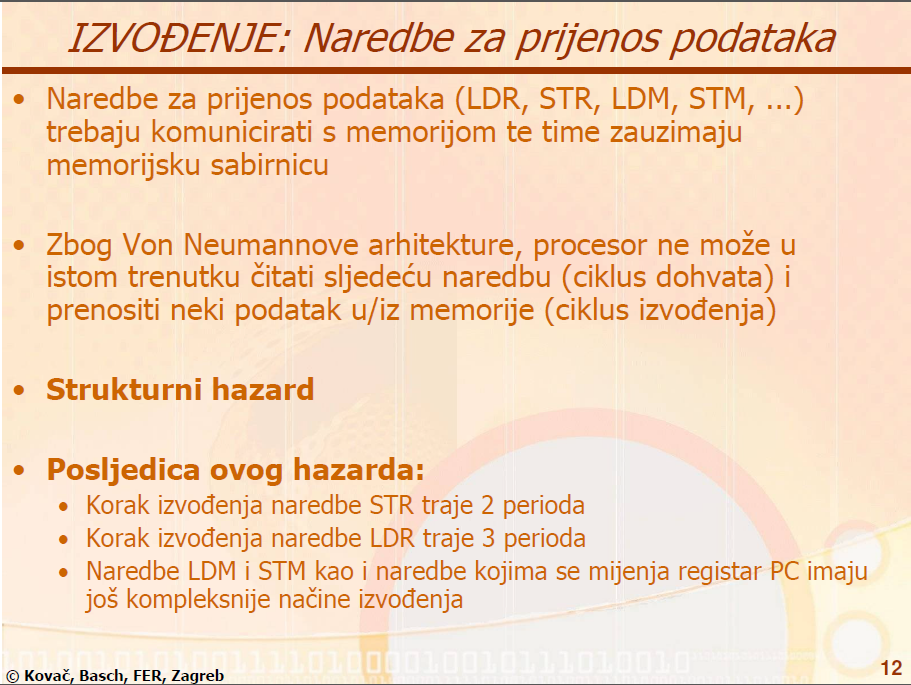 IZVOĐENJE: Naredbe za prijenos podataka
• Naredbe za prijenos podataka (LDR, STR, LDM, STM, ...)
trebaju komunicirati s memorijom te time zauzimaju
memorijsku sabirnicu
• Zbog Von Neumannove arhitekture, procesor ne može u
istom trenutku čitati sljedeću naredbu (ciklus dohvata) i
prenositi neki podatak u/iz memorije (ciklus izvođenja)
• Strukturni hazard
• Posljedica ovog hazarda:
• Korak izvođenja naredbe STR traje 2 perioda
• Korak izvođenja naredbe LDR traje 3 perioda
• Naredbe LDM i STM kao i naredbe kojima se mijenja registar PC imaju
još kompleksnije načine izvođenja
© Kovač, Basch, FER, Zagreb
12